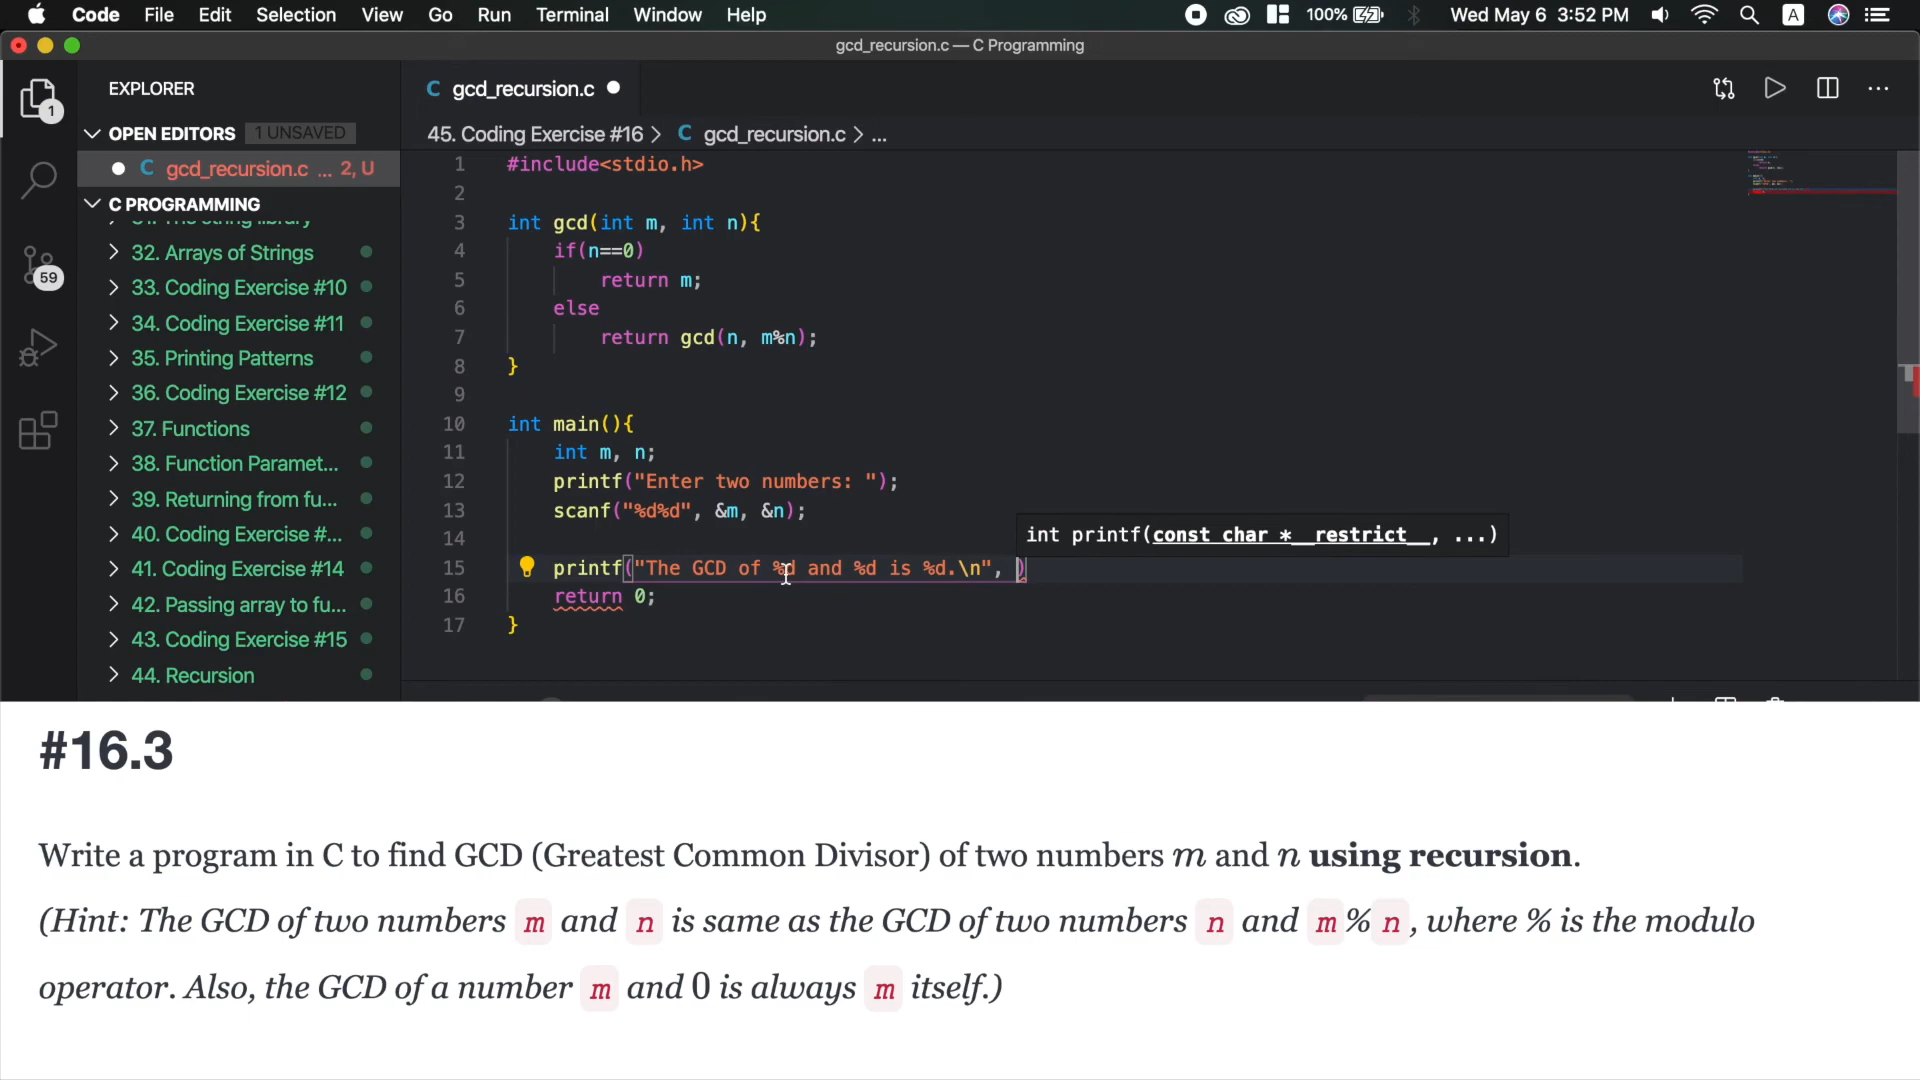 Code File Edit Selection View Go Run Terminal Window Help 100% Wed May 6 3:52 PM A
gcd_recursion.c — C Programming
EXPLORER
OPEN EDITORS 1 UNSAVED
C gcd_recursion.c ... 2, U
C PROGRAMMING
31. The string library
32. Arrays of Strings
33. Coding Exercise #10
34. Coding Exercise #11
35. Printing Patterns
36. Coding Exercise #12
37. Functions
38. Function Paramet...
39. Returning from fu...
40. Coding Exercise #...
41. Coding Exercise #14
42. Passing array to fu...
43. Coding Exercise #15
44. Recursion
1
59
C gcd_recursion.c
45. Coding Exercise #16 > C gcd_recursion.c > ...
1 #include<stdio.h>
2
3 int gcd(int m, int n){
4 if(n==0)
5 return m;
6 else
7 return gcd(n, m%n);
8 }
9
10 int main(){
11 int m, n;
12 printf("Enter two numbers: ");
13 scanf("%d%d", &m, &n);
14
int printf(const char *__restrict__, ...)
15 printf("The GCD of %d and %d is %d.\n", )
16 return 0;
17 }
#16.3
Write a program in C to find GCD (Greatest Common Divisor) of two numbers m and n using recursion.
(Hint: The GCD of two numbers m and n is same as the GCD of two numbers n and m % n, where % is the modulo
operator. Also, the GCD of a number m and 0 is always m itself.)